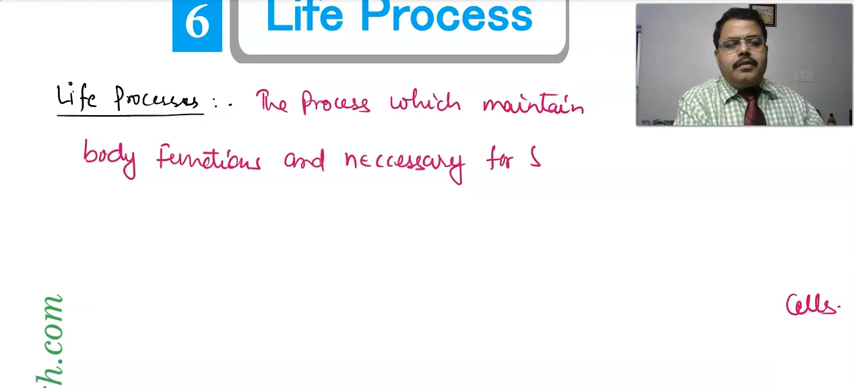 6 Life Process
Life Processes :. The Process which maintain
body functions and neccessary for S
Cells.
h.com